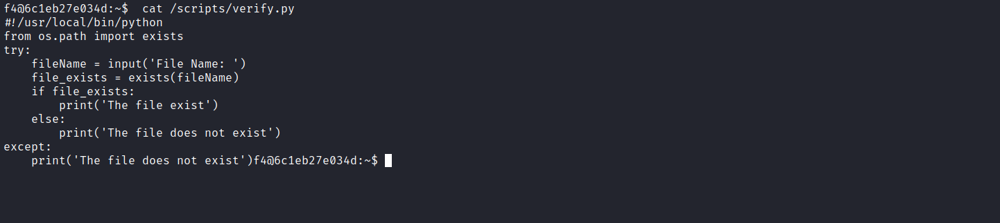 f4@6c1eb27e034d:~$  cat /scripts/verify.py
#!/usr/local/bin/python
from os.path import exists
try:
    fileName = input('File Name: ')
    file_exists = exists(fileName)
    if file_exists:
        print('The file exist')
    else:
        print('The file does not exist')
except:
    print('The file does not exist')f4@6c1eb27e034d:~$